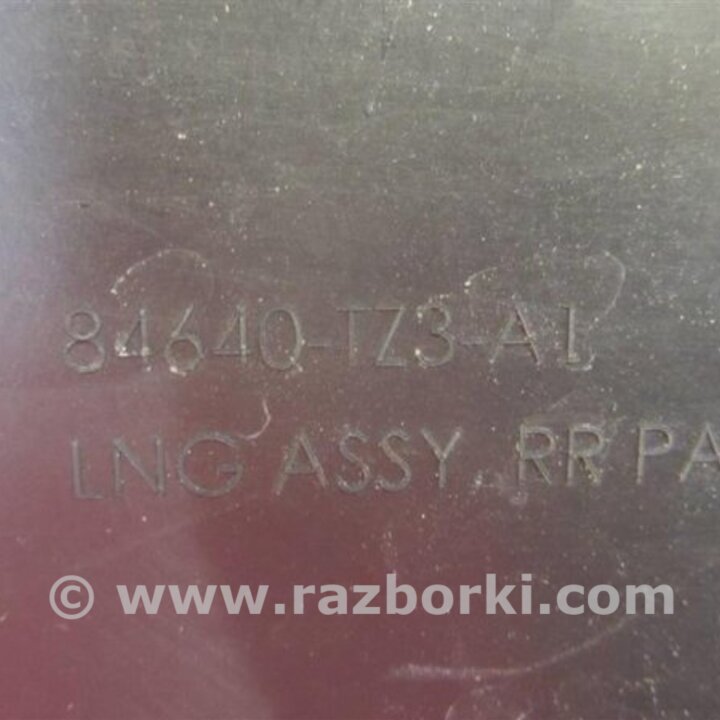 84640-TZ3-A1
LNG ASSY, RR PA
© www.razborki.com